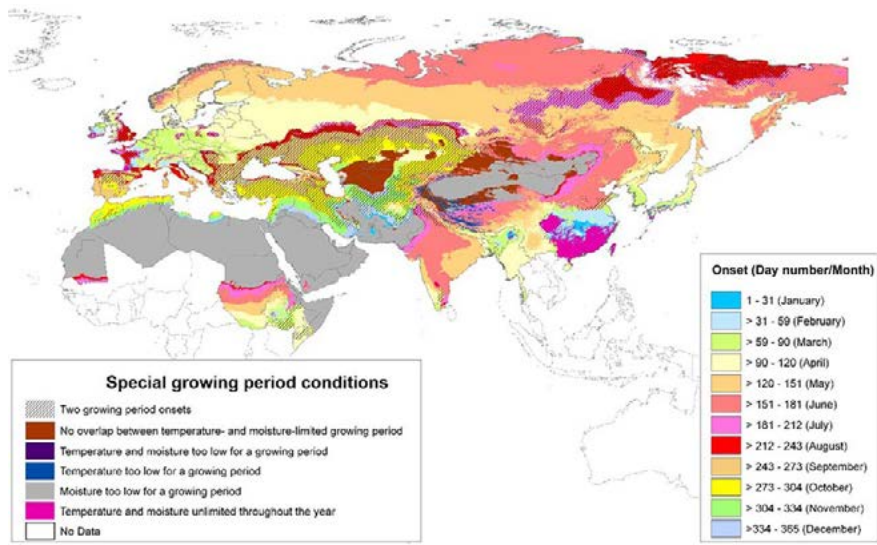 Onset (Day number/Month)
1 - 31 (January)
> 31 - 59 (February)
> 59 - 90 (March)
> 90 - 120 (April)
> 120 - 151 (May)
> 151 - 181 (June)
> 181 - 212 (July)
> 212 - 243 (August)
> 243 - 273 (September)
> 273 - 304 (October)
> 304 - 334 (November)
>334 - 365 (December)
Special growing period conditions
Two growing period onsets
No overlap between temperature- and moisture-limited growing period
Temperature and moisture too low for a growing period
Temperature too low for a growing period
Moisture too low for a growing period
Temperature and moisture unlimited throughout the year
No Data